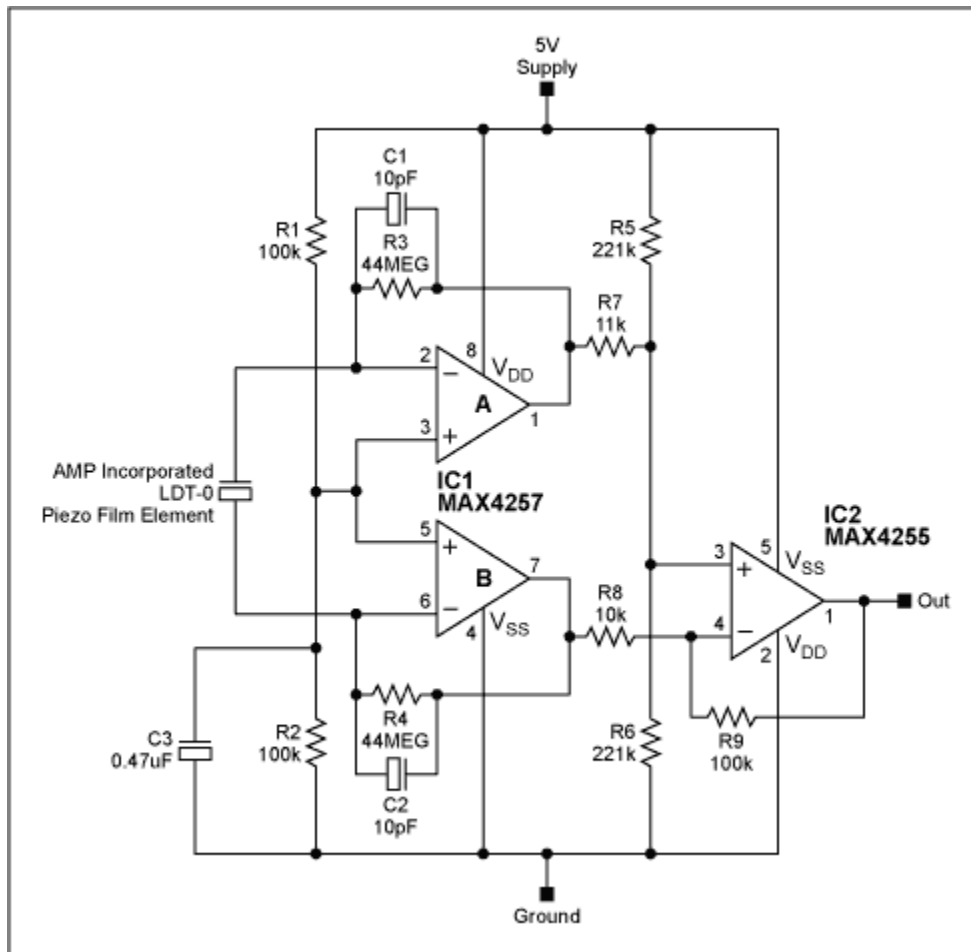 5V
Supply
C1
10pF
R1
100k
R3
44MEG
R5
221k
R7
11k
2
8
VDD
−
A
1
3
+
AMP Incorporated
LDT-0
Piezo Film Element
IC1
MAX4257
IC2
MAX4255
5
+
7
B
6
−
4
VSS
3
5
VSS
+
R8
10k
1
Out
4
−
2
VDD
R4
44MEG
R9
100k
C3
0.47uF
R2
100k
R6
221k
C2
10pF
Ground